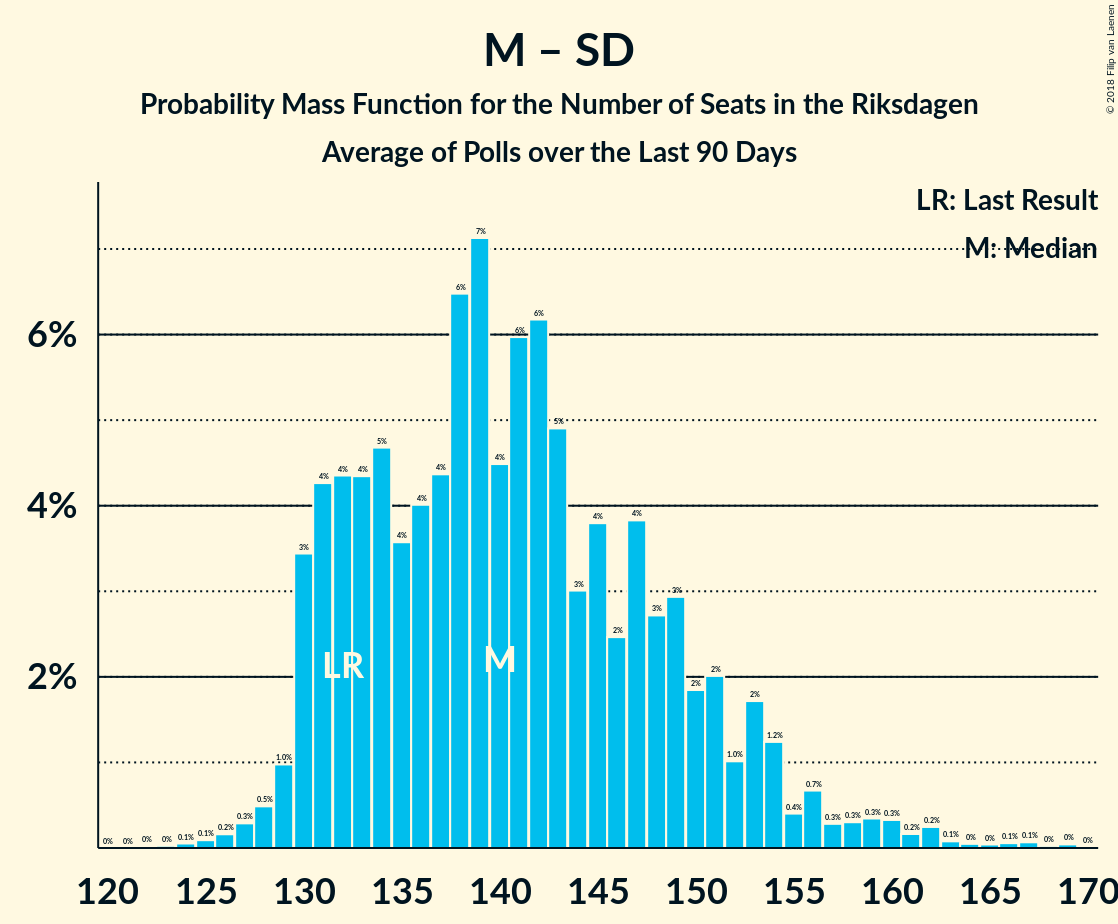 M – SD
Probability Mass Function for the Number of Seats in the Riksdagen
Average of Polls over the Last 90 Days
© 2018 Filip van Laenen
LR: Last Result
M: Median
6%
4%
2%
0% 0% 0% 0% 0.1% 0.1% 0.2% 0.3% 0.5% 1.0% 3% 4% 4% 4% 5% 4% 4% 4% 6% 7% 4% 6% 6% 5% 3% 4% 2% 4% 3% 3% 2% 2% 1.0% 2% 1.2% 0.4% 0.7% 0.3% 0.3% 0.3% 0.3% 0.2% 0.2% 0.1% 0% 0% 0.1% 0.1% 0% 0% 0%
LR M
120 125 130 135 140 145 150 155 160 165 170